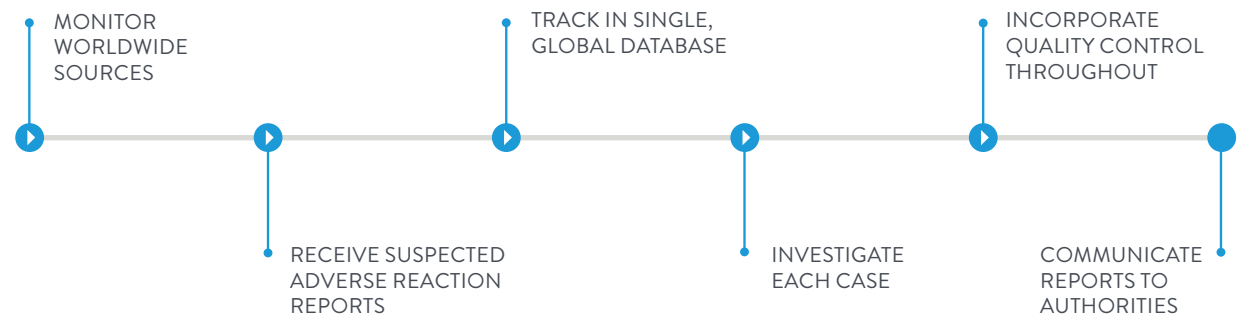 MONITOR
WORLDWIDE
SOURCES
RECEIVE SUSPECTED
ADVERSE REACTION
REPORTS
TRACK IN SINGLE,
GLOBAL DATABASE
INVESTIGATE
EACH CASE
INCORPORATE
QUALITY CONTROL
THROUGHOUT
COMMUNICATE
REPORTS TO
AUTHORITIES